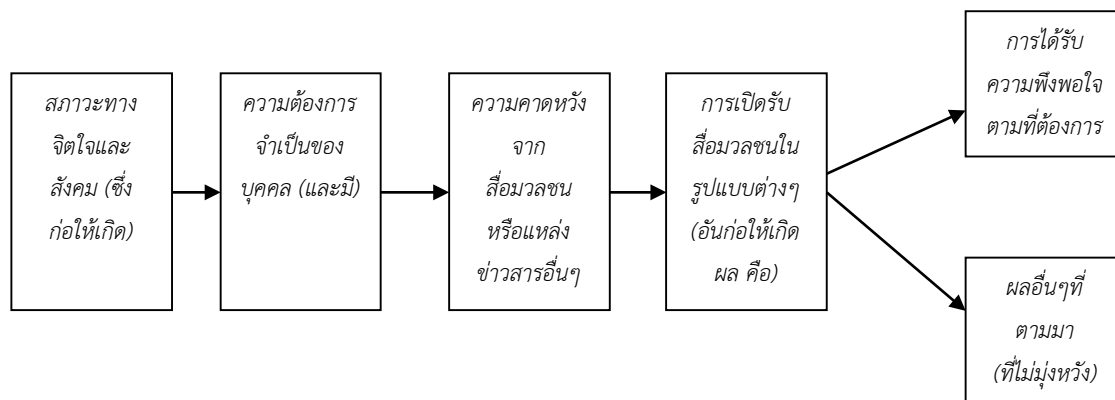 สภาวะทาง
จิตใจและ
สังคม (ซึ่ง
ก่อให้เกิด)
ความต้องการ
จำเป็นของ
บุคคล (และมี)
ความคาดหวัง
จาก
สื่อมวลชน
หรือแหล่ง
ข่าวสารอื่นๆ
การเปิดรับ
สื่อมวลชนใน
รูปแบบต่างๆ
(อันก่อให้เกิด
ผล คือ)
การได้รับ
ความพึงพอใจ
ตามที่ต้องการ
ผลอื่นๆที่
ตามมา
(ที่ไม่มุ่งหวัง)